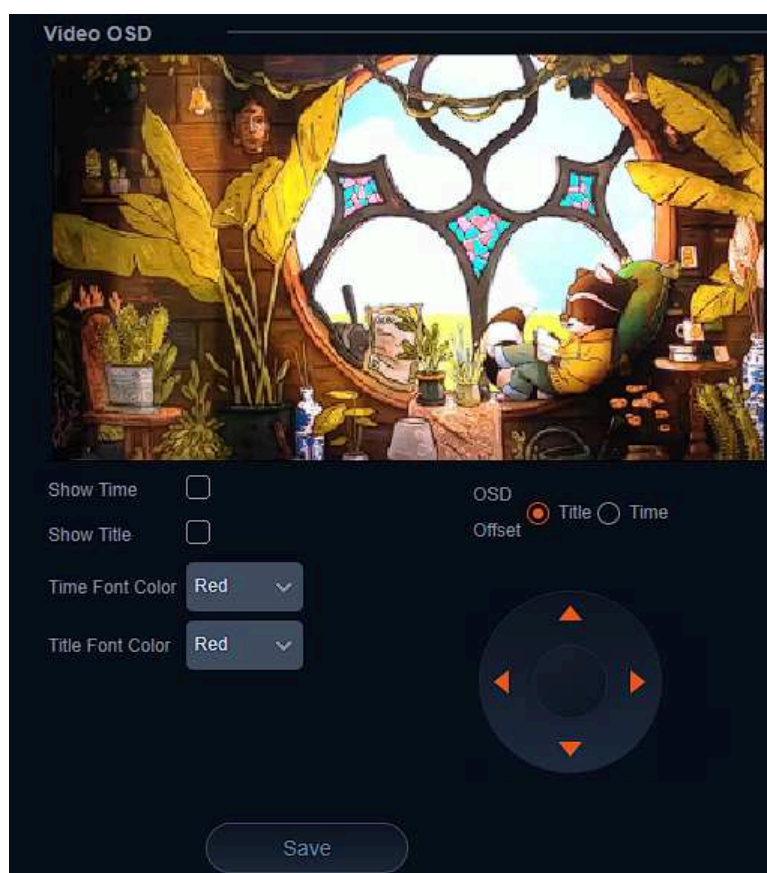 Video OSD
Show Time
Show Title
Time Font Color Red
Title Font Color Red
OSD
Offset
Title Time
Save